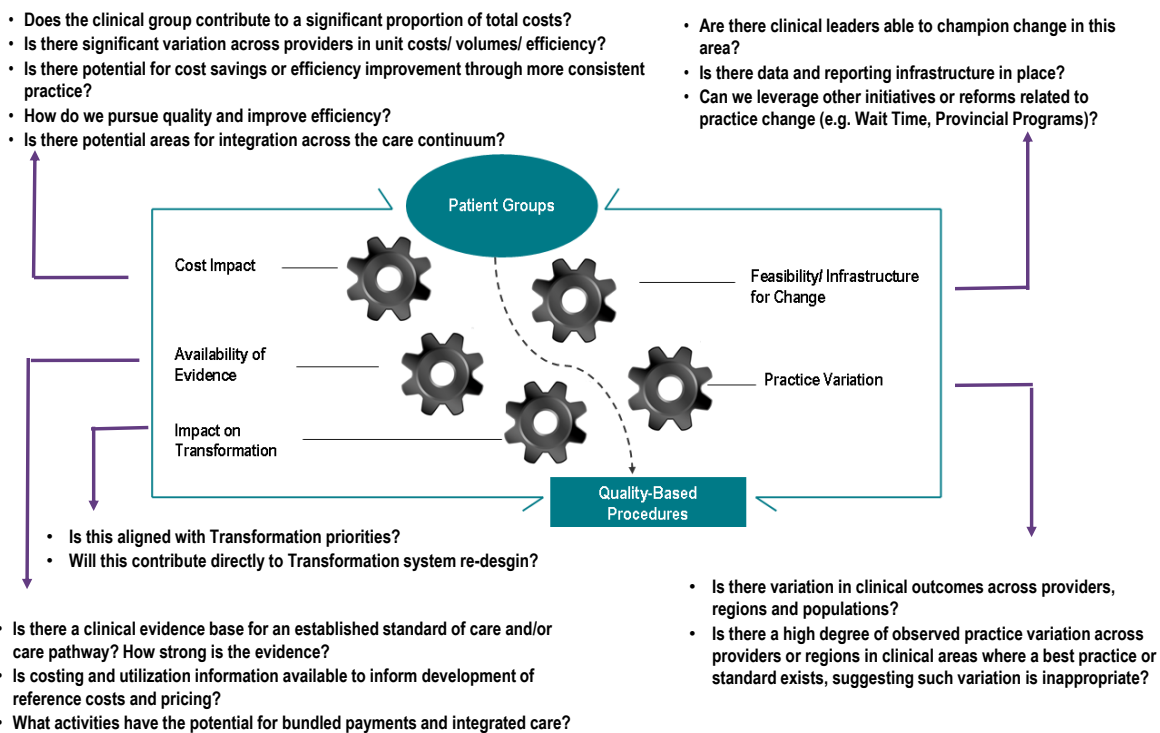 • Does the clinical group contribute to a significant proportion of total costs?
• Is there significant variation across providers in unit costs/ volumes/ efficiency?
• Is there potential for cost savings or efficiency improvement through more consistent
practice?
• How do we pursue quality and improve efficiency?
• Is there potential areas for integration across the care continuum?
• Are there clinical leaders able to champion change in this
area?
• Is there data and reporting infrastructure in place?
• Can we leverage other initiatives or reforms related to
practice change (e.g. Wait Time, Provincial Programs)?
Patient Groups
Cost Impact
Feasibility/ Infrastructure
for Change
Availability of
Evidence
Practice Variation
Impact on
Transformation
Quality-Based
Procedures
• Is this aligned with Transformation priorities?
• Will this contribute directly to Transformation system re-desgin?
• Is there a clinical evidence base for an established standard of care and/or
care pathway? How strong is the evidence?
• Is costing and utilization information available to inform development of
reference costs and pricing?
• What activities have the potential for bundled payments and integrated care?
• Is there variation in clinical outcomes across providers,
regions and populations?
• Is there a high degree of observed practice variation across
providers or regions in clinical areas where a best practice or
standard exists, suggesting such variation is inappropriate?